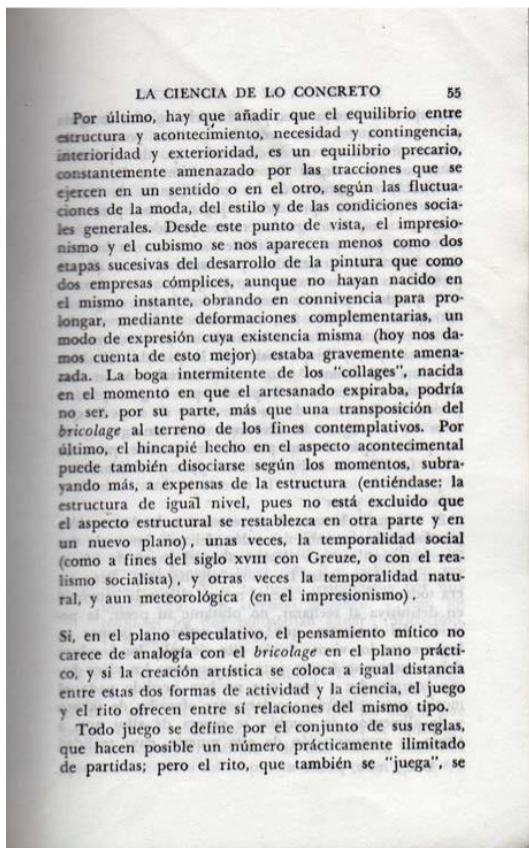 LA CIENCIA DE LO CONCRETO 55
Por último, hay que añadir que el equilibrio entre
estructura y acontecimiento, necesidad y contingencia,
interioridad y exterioridad, es un equilibrio precario,
constantemente amenazado por las tracciones que se
ejercen en un sentido o en el otro, según las fluctua-
ciones de la moda, del estilo y de las condiciones socia-
les generales. Desde este punto de vista, el impresio-
nismo y el cubismo se nos aparecen menos como dos
etapas sucesivas del desarrollo de la pintura que como
dos empresas cómplices, aunque no hayan nacido en
el mismo instante, obrando en connivencia para pro-
longar, mediante deformaciones complementarias, un
modo de expresión cuya existencia misma (hoy nos da-
mos cuenta de esto mejor) estaba gravemente amena-
zada. La boga intermitente de los "collages", nacida
en el momento en que el artesanado expiraba, podría
no ser, por su parte, más que una transposición del
bricolage al terreno de los fines contemplativos. Por
último, el hincapié hecho en el aspecto acontecimental
puede también disociarse según los momentos, subra-
yando más, a expensas de la estructura (entiéndase: la
estructura de igual nivel, pues no está excluido que
el aspecto estructural se restablezca en otra parte y en
un nuevo plano), unas veces, la temporalidad social
(como a fines del siglo XVIII con Greuze, o con el rea-
lismo socialista), y otras veces la temporalidad natu-
ral, y aun meteorológica (en el impresionismo).
Si, en el plano especulativo, el pensamiento mítico no
carece de analogía con el bricolage en el plano prácti-
co, y si la creación artística se coloca a igual distancia
entre estas dos formas de actividad y la ciencia, el juego
y el rito ofrecen entre sí relaciones del mismo tipo.
Todo juego se define por el conjunto de sus reglas,
que hacen posible un número prácticamente ilimitado
de partidas; pero el rito, que también se "juega", se